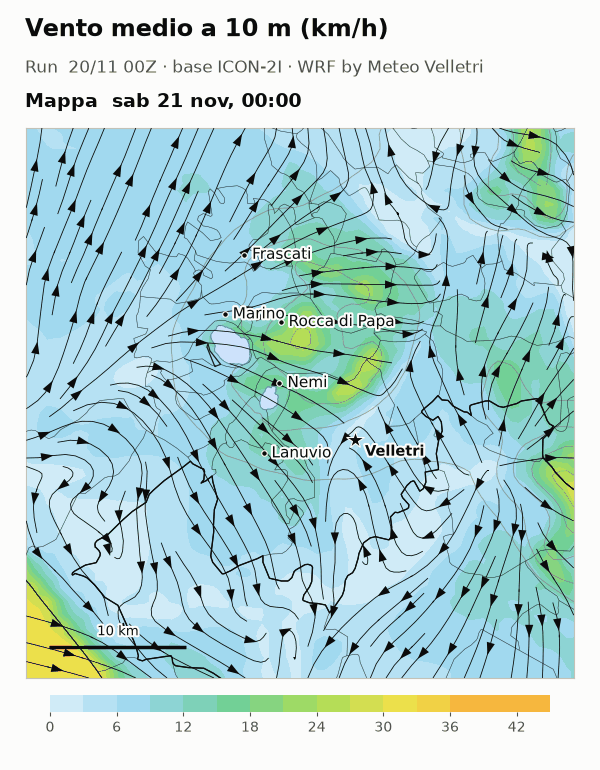 Vento medio a 10 m (km/h)
Run  20/11 00Z · base ICON-2I · WRF by Meteo Velletri
Mappa  sab 21 nov, 00:00
Frascati
Marino
Rocca di Papa
Nemi
Velletri
Lanuvio
10 km
0 6 12 18 24 30 36 42